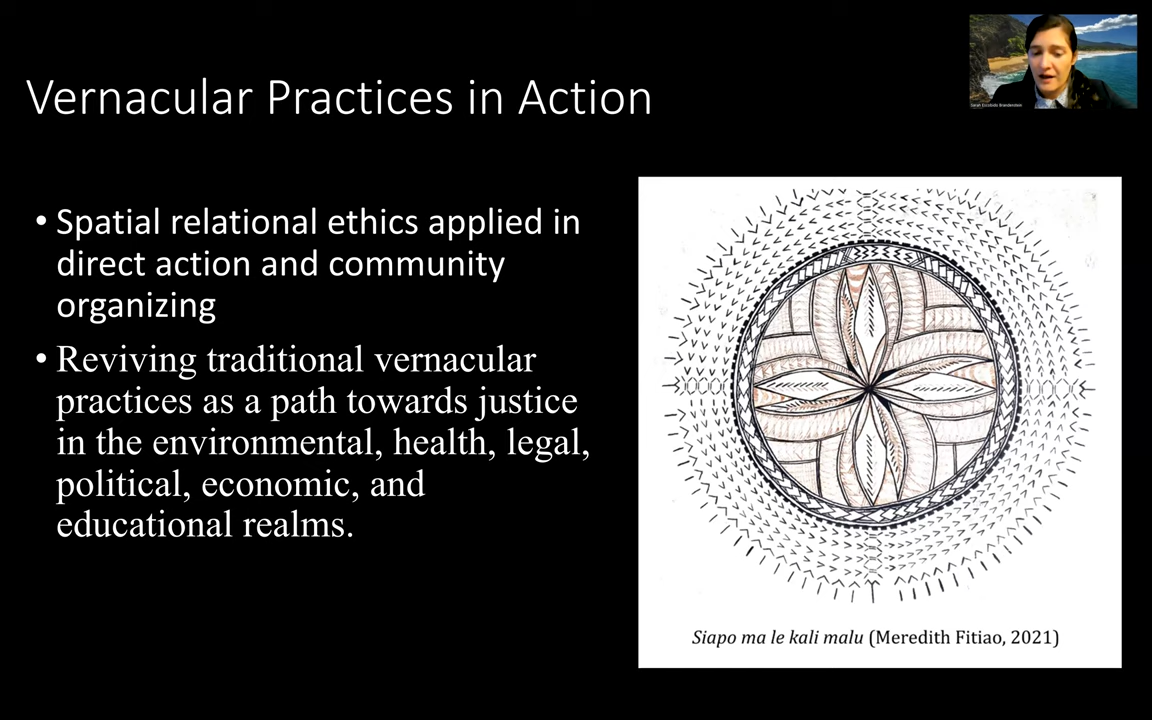 Vernacular Practices in Action
• Spatial relational ethics applied in
direct action and community
organizing
• Reviving traditional vernacular
practices as a path towards justice
in the environmental, health, legal,
political, economic, and
educational realms.
Siapo ma le kali malu (Meredith Fitiao, 2021)